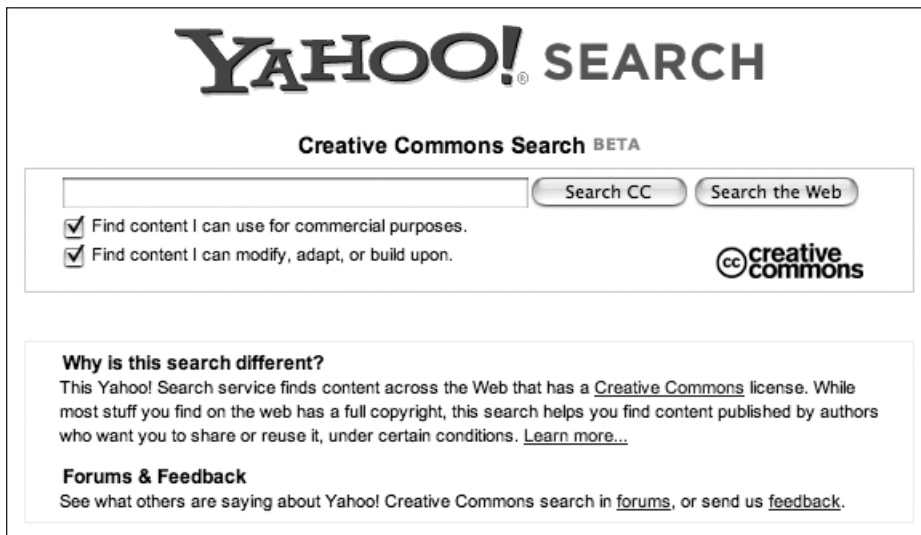 YAHOO!® SEARCH
Creative Commons Search BETA
Search CC Search the Web
Find content I can use for commercial purposes.
Find content I can modify, adapt, or build upon.
cc creative
commons
Why is this search different?
This Yahoo! Search service finds content across the Web that has a Creative Commons license. While
most stuff you find on the web has a full copyright, this search helps you find content published by authors
who want you to share or reuse it, under certain conditions. Learn more...
Forums & Feedback
See what others are saying about Yahoo! Creative Commons search in forums, or send us feedback.